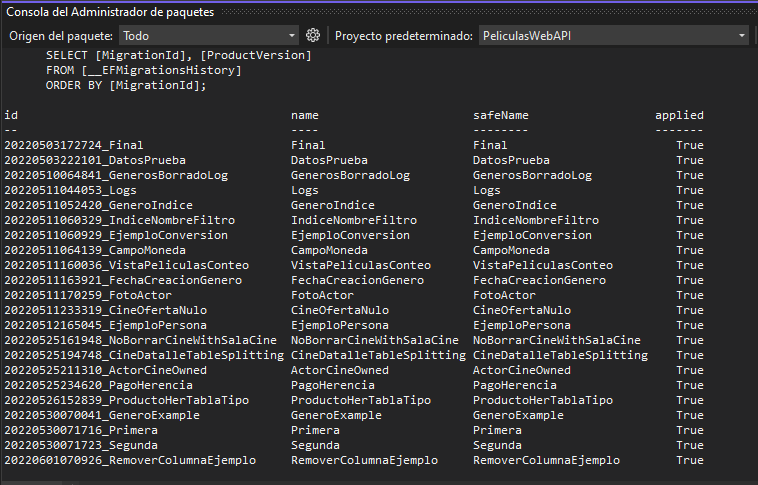 Consola del Administrador de paquetes
Origen del paquete: Todo Proyecto predeterminado: PeliculasWebAPI
SELECT [MigrationId], [ProductVersion]
FROM [__EFMigrationsHistory]
ORDER BY [MigrationId];
id name safeName applied
-- ---- -------- -------
20220503172724_Final Final Final True
20220503222101_DatosPrueba DatosPrueba DatosPrueba True
20220510064841_GenerosBorradoLog GenerosBorradoLog GenerosBorradoLog True
20220511044053_Logs Logs Logs True
20220511052420_GeneroIndice GeneroIndice GeneroIndice True
20220511060329_IndiceNombreFiltro IndiceNombreFiltro IndiceNombreFiltro True
20220511060929_EjemploConversion EjemploConversion EjemploConversion True
20220511064139_CampoMoneda CampoMoneda CampoMoneda True
20220511160036_VistaPeliculasConteo VistaPeliculasConteo VistaPeliculasConteo True
20220511163921_FechaCreacionGenero FechaCreacionGenero FechaCreacionGenero True
20220511170259_FotoActor FotoActor FotoActor True
20220511233319_CineOfertaNulo CineOfertaNulo CineOfertaNulo True
20220512165045_EjemploPersona EjemploPersona EjemploPersona True
20220525161948_NoBorrarCineWithSalaCine NoBorrarCineWithSalaCine NoBorrarCineWithSalaCine True
20220525194748_CineDatalleTableSplitting CineDatalleTableSplitting CineDatalleTableSplitting True
20220525211310_ActorCineOwned ActorCineOwned ActorCineOwned True
20220525234620_PagoHerencia PagoHerencia PagoHerencia True
20220526152839_ProductoHerTablaTipo ProductoHerTablaTipo ProductoHerTablaTipo True
20220530070041_GeneroExample GeneroExample GeneroExample True
20220530071716_Primera Primera Primera True
20220530071723_Segunda Segunda Segunda True
20220601070926_RemoverColumnaEjemplo RemoverColumnaEjemplo RemoverColumnaEjemplo True